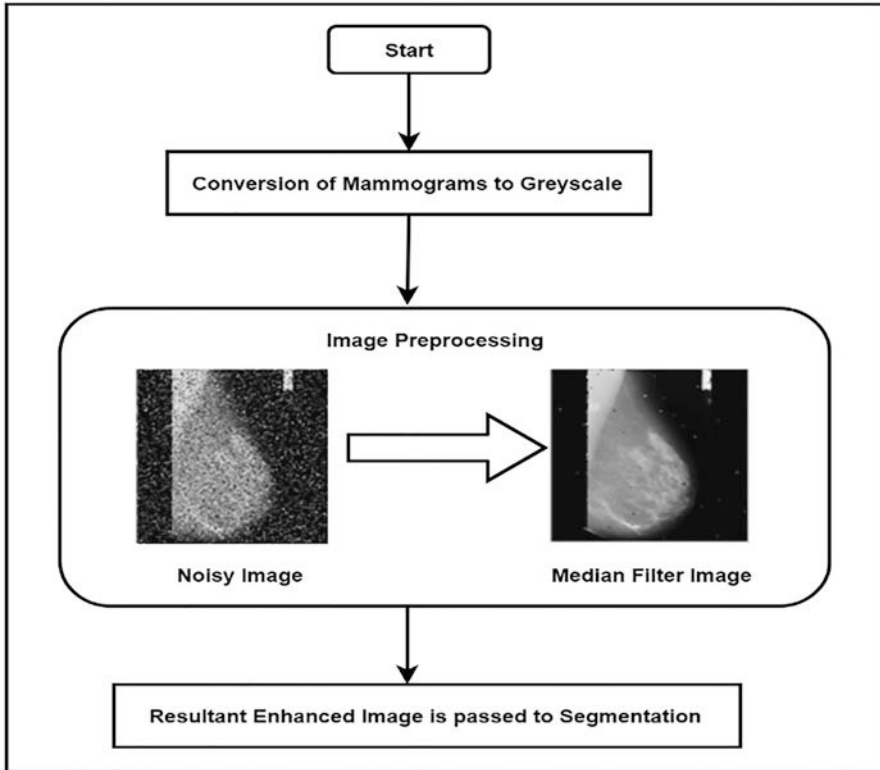 Start
Conversion of Mammograms to Greyscale
Image Preprocessing
Noisy Image
Median Filter Image
Resultant Enhanced Image is passed to Segmentation